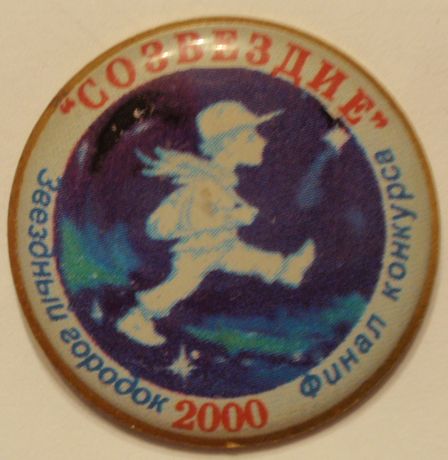 "СОЗВЕЗДИЕ"
Звездный городок
2000
Финал конкурса